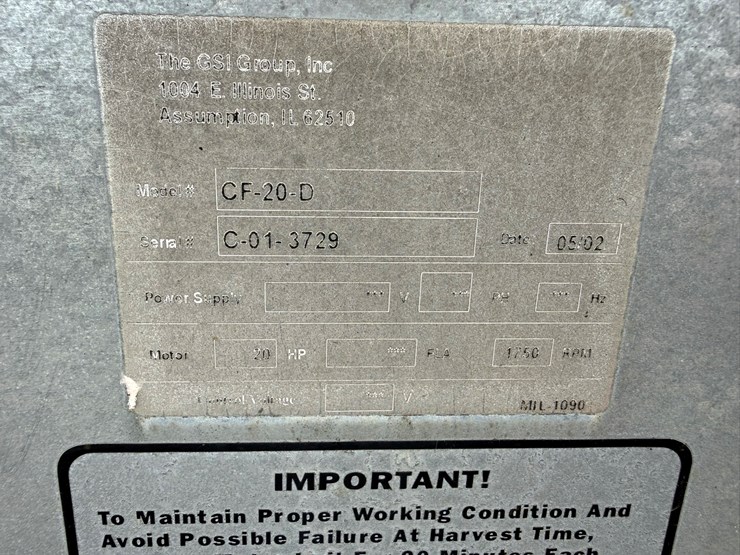 The GSI Group, Inc
1004 E. Illinois St.
Assumption, IL 62510
Model # CF-20-D
Serial # C-01-3729 Date 05/02
Power Supply *** V *** PH *** Hz
Motor 20 HP *** FLA 1750 RPM
Control Voltage *** V MIL-1090
IMPORTANT!
To Maintain Proper Working Condition And
Avoid Possible Failure At Harvest Time,
Minutes Each